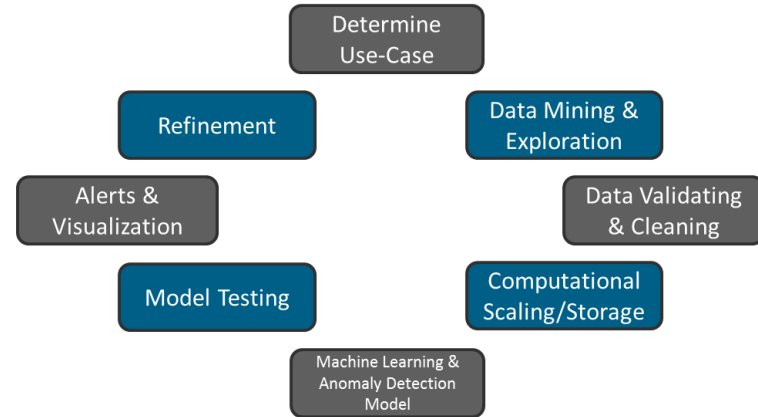 Determine
Use-Case
Refinement
Data Mining &
Exploration
Alerts &
Visualization
Data Validating
& Cleaning
Model Testing
Computational
Scaling/Storage
Machine Learning &
Anomaly Detection
Model